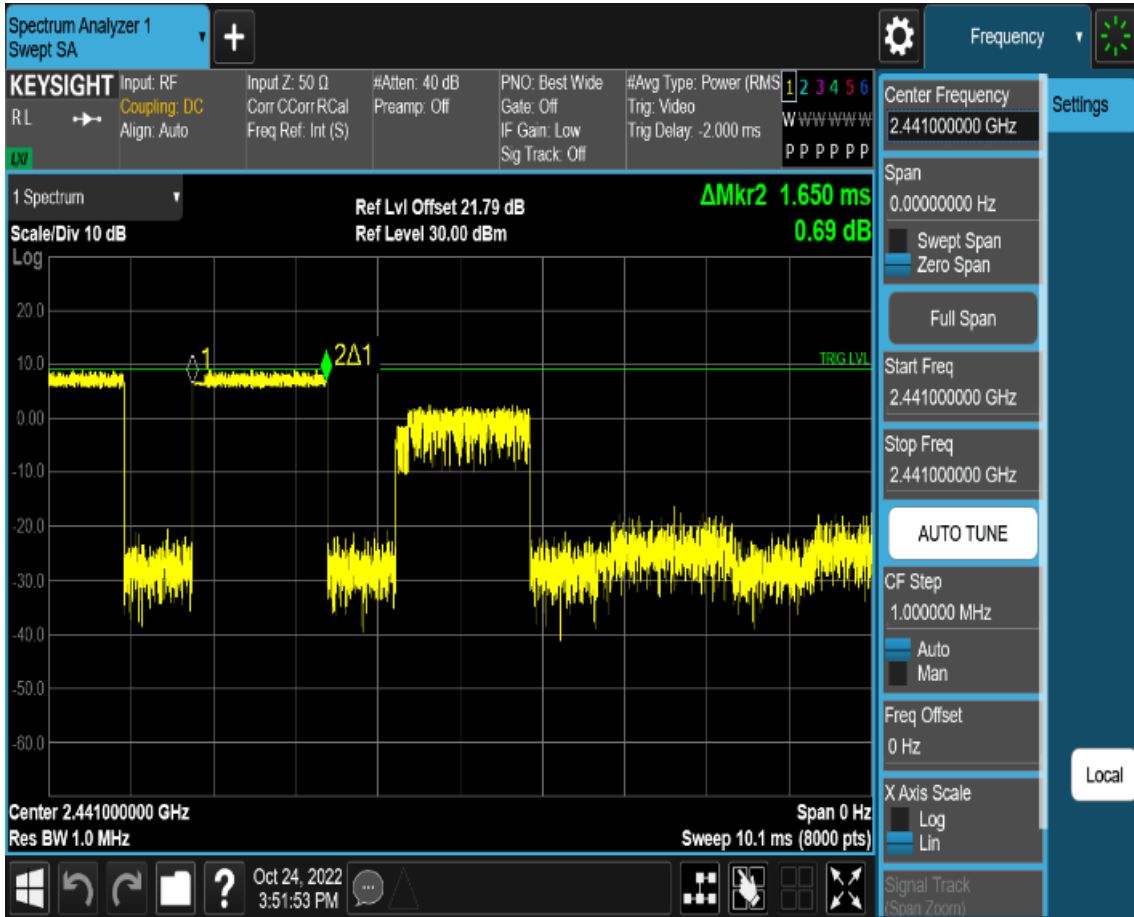 Spectrum Analyzer 1
Swept SA
+
Frequency
KEYSIGHT
RL
LXI
Input: RF
Coupling: DC
Align: Auto
Input Z: 50 Ω
Corr CCorr RCal
Freq Ref: Int (S)
#Atten: 40 dB
Preamp: Off
PNO: Best Wide
Gate: Off
IF Gain: Low
Sig Track: Off
#Avg Type: Power (RMS
Trig: Video
Trig Delay: -2.000 ms
1 2 3 4 5 6
W W W W W W
P P P P P P
1 Spectrum
Scale/Div 10 dB
Log
Ref Lvl Offset 21.79 dB
Ref Level 30.00 dBm
ΔMkr2 1.650 ms
0.69 dB
20.0
10.0
0.00
-10.0
-20.0
-30.0
-40.0
-50.0
-60.0
1
2Δ1
TRIG LVL
Center 2.441000000 GHz
Res BW 1.0 MHz
Span 0 Hz
Sweep 10.1 ms (8000 pts)
?
Oct 24, 2022
3:51:53 PM
Center Frequency
2.441000000 GHz
Settings
Span
0.00000000 Hz
Swept Span
Zero Span
Full Span
Start Freq
2.441000000 GHz
Stop Freq
2.441000000 GHz
AUTO TUNE
CF Step
1.000000 MHz
Auto
Man
Freq Offset
0 Hz
Local
X Axis Scale
Log
Lin
Signal Track
(Span Zoom)